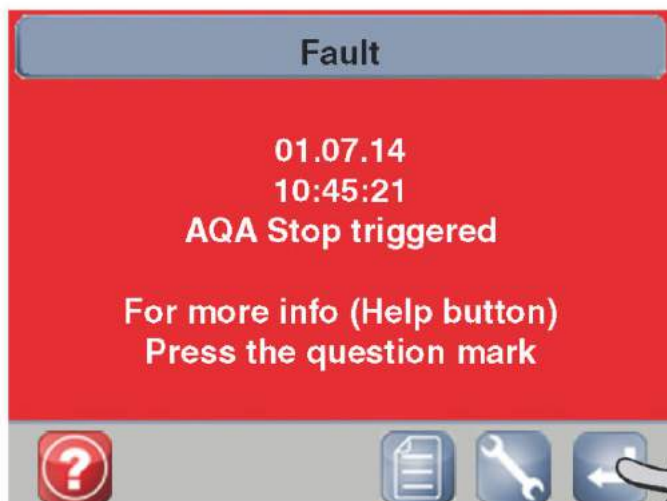 Fault
01.07.14
10:45:21
AQA Stop triggered
For more info (Help button)
Press the question mark
?